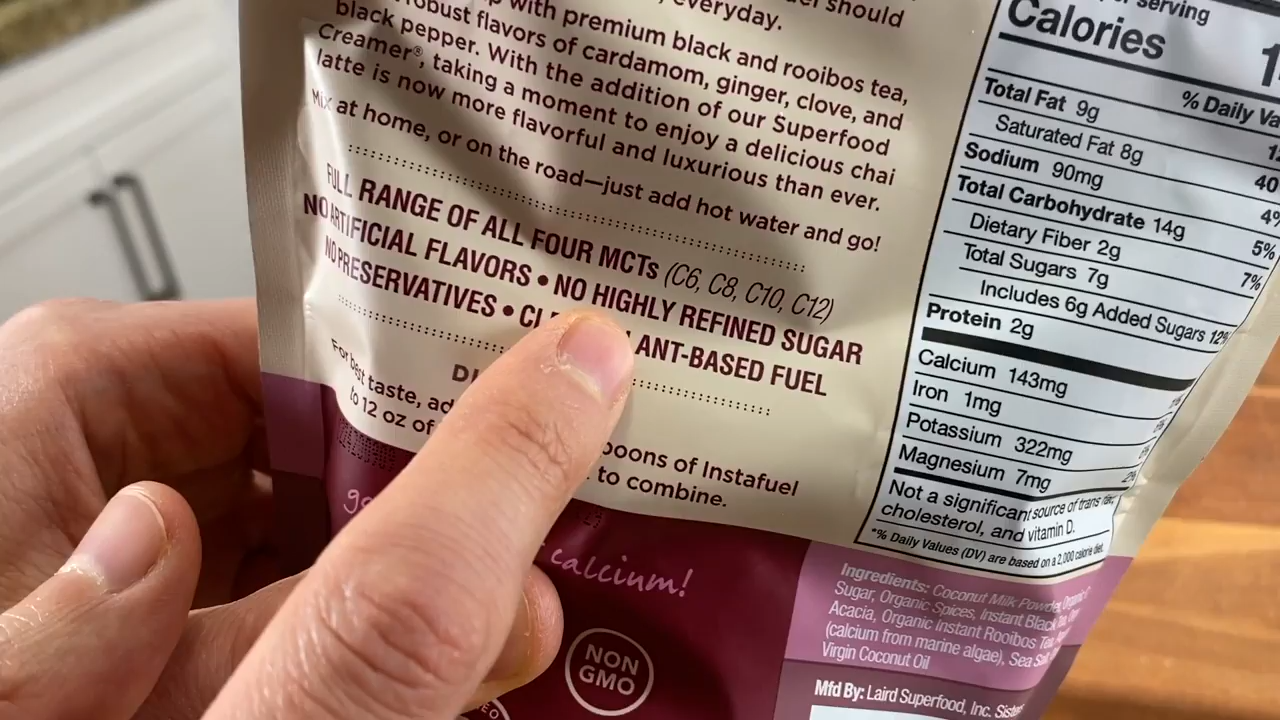 should
everyday.
with premium black and rooibos tea,
robust flavors of cardamom, ginger, clove, and
black pepper. With the addition of our Superfood
Creamer®, taking a moment to enjoy a delicious chai
latte is now more flavorful and luxurious than ever.
Mix at home, or on the road—just add hot water and go!
FULL RANGE OF ALL FOUR MCTs (C6, C8, C10, C12)
NO ARTIFICIAL FLAVORS • NO HIGHLY REFINED SUGAR
NO PRESERVATIVES • ANT-BASED FUEL
For best taste, ad poons of Instafuel
to 12 oz of to combine.
calcium!
NON
GMO
serving
Calories
% Daily Va
Total Fat 9g
Saturated Fat 8g
Sodium 90mg 40
Total Carbohydrate 14g 4%
Dietary Fiber 2g 5%
Total Sugars 7g 7%
Includes 6g Added Sugars 12%
Protein 2g
Calcium 143mg
Iron 1mg
Potassium 322mg
Magnesium 7mg
Not a significant source of trans fat,
cholesterol, and vitamin D.
*% Daily Values (DV) are based on a 2,000 calorie diet.
Ingredients: Coconut Milk Powder, Organic
Sugar, Organic Spices, Instant Black
Acacia, Organic Instant Rooibos Tea,
(calcium from marine algae), Sea Salt,
Virgin Coconut Oil
Mfd By: Laird Superfood, Inc.